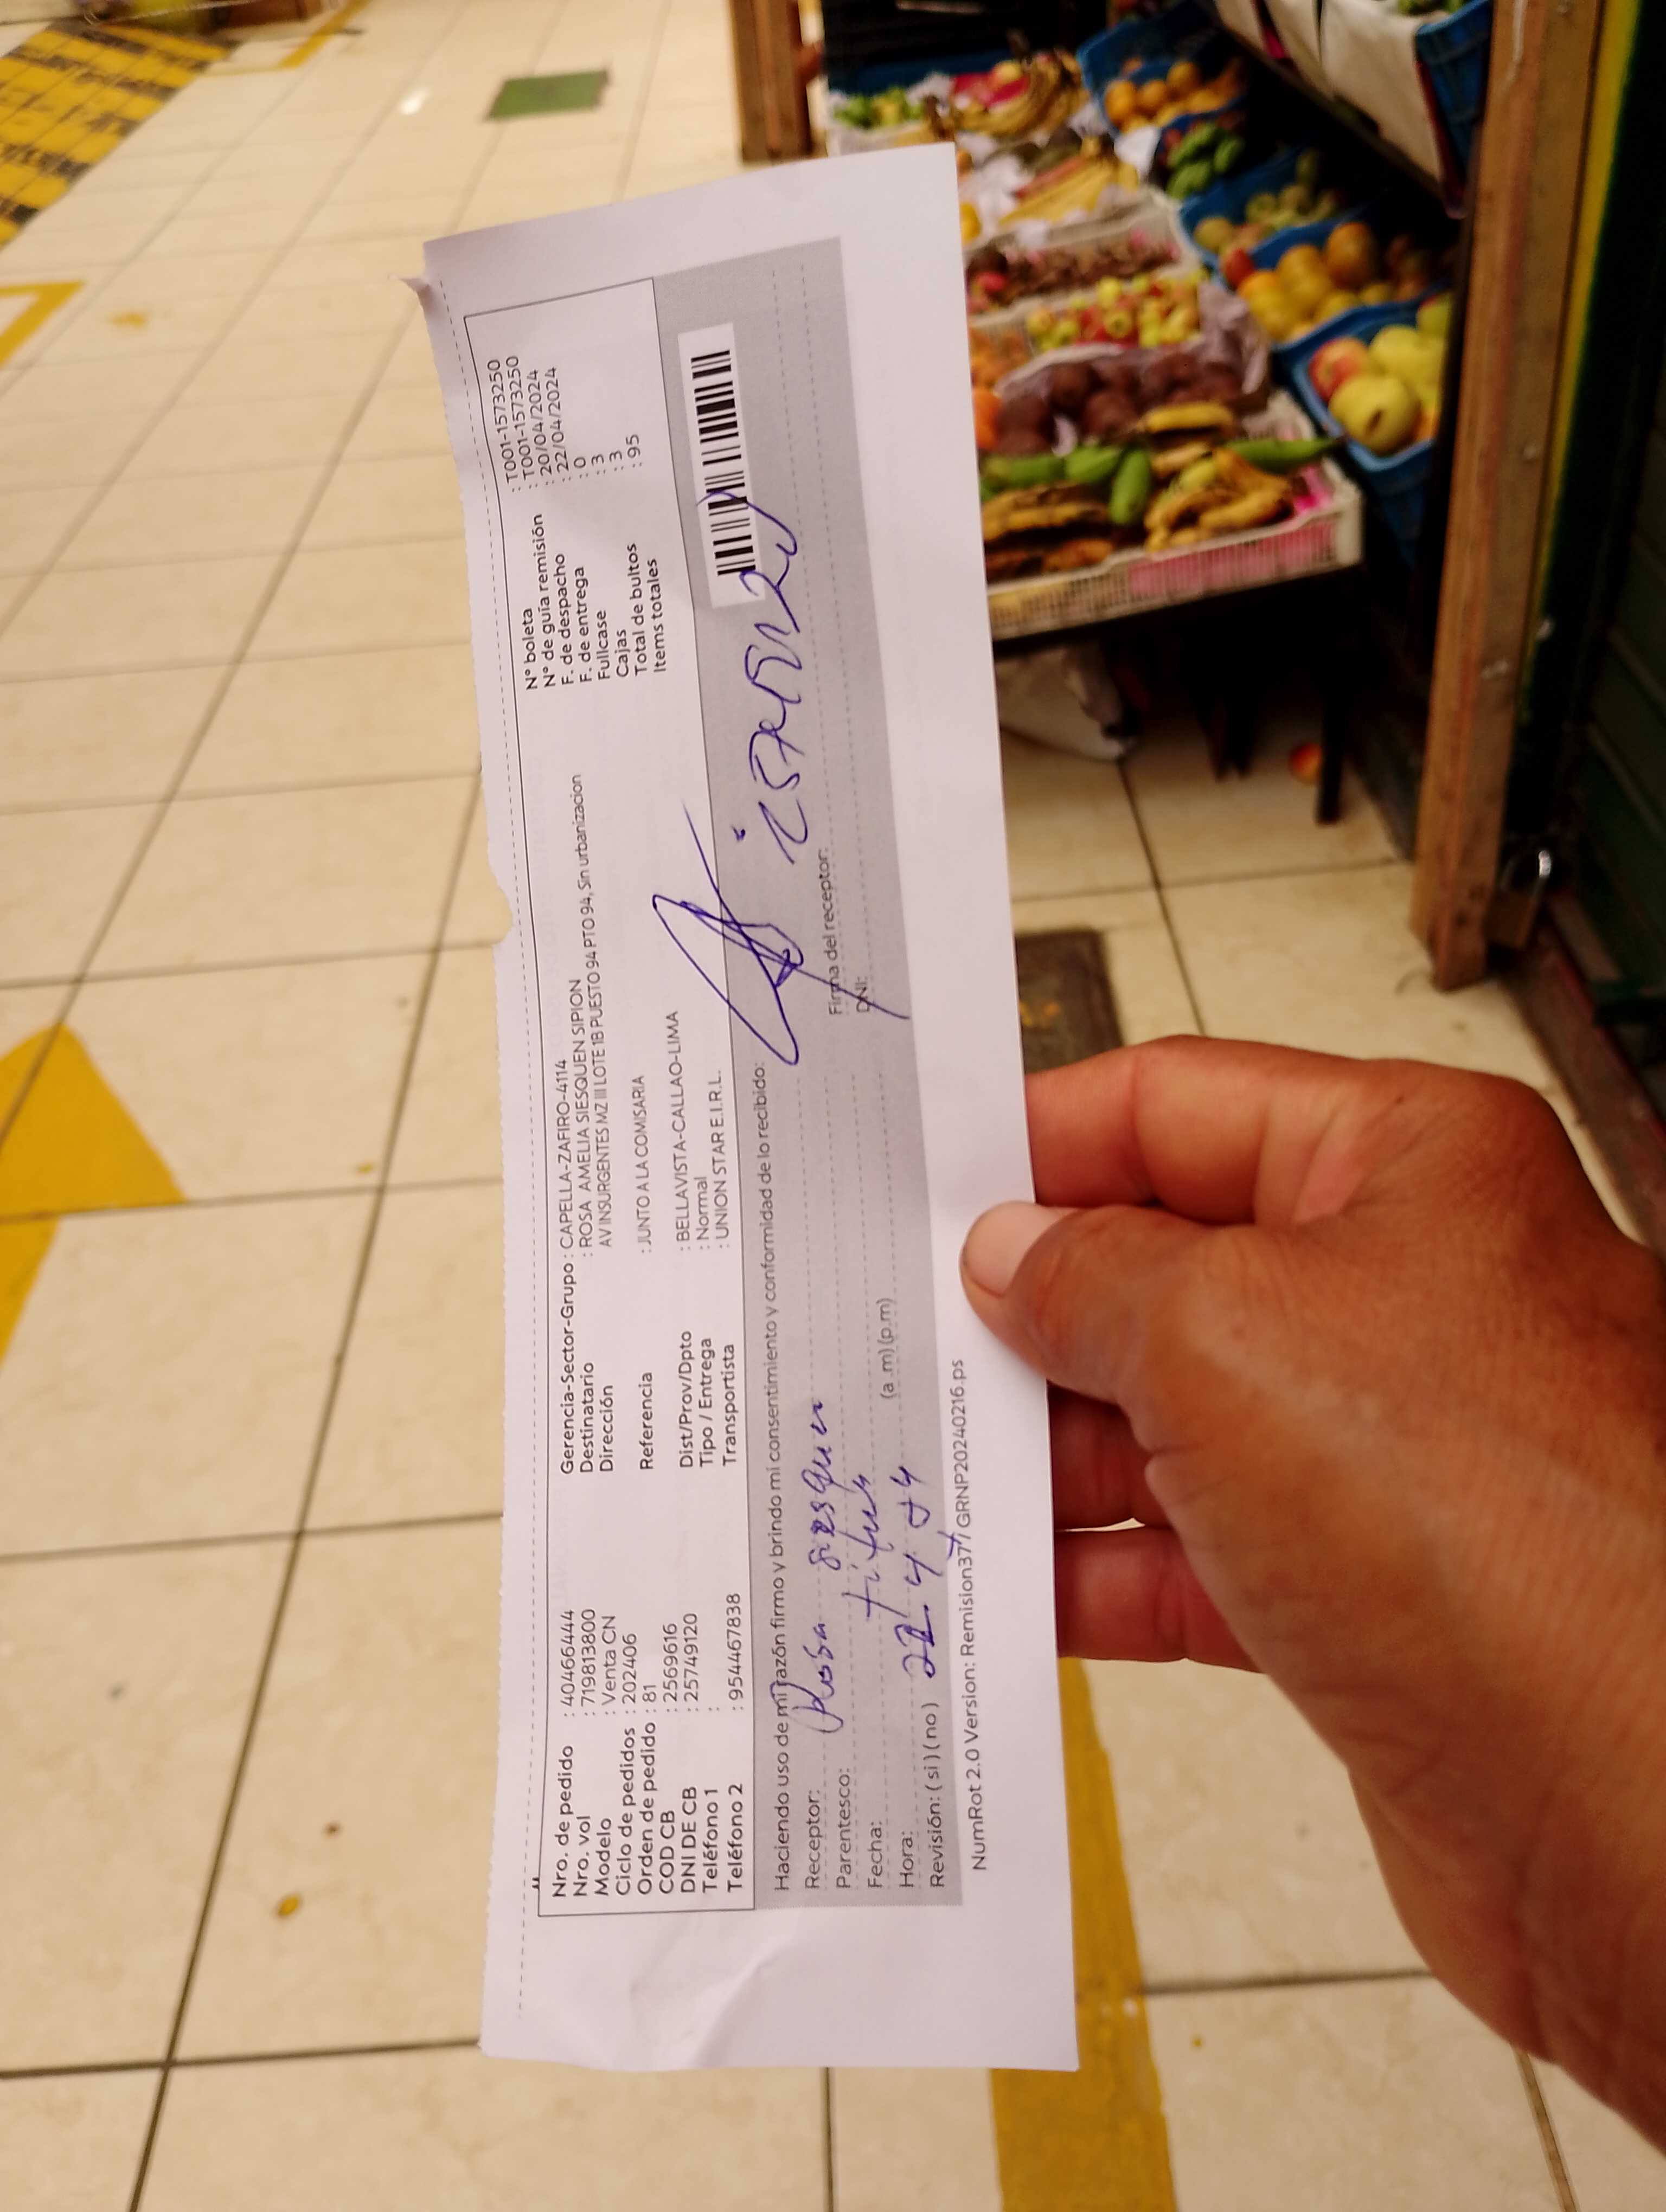 Nro. de pedido : 40466444
Nro. vol : 719813800
Modelo : Venta CN
Ciclo de pedidos : 202406
Orden de pedido : 81
COD CB : 2569616
DNI DE CB : 25749120
Teléfono 1 :
Teléfono 2 : 954467838
Gerencia-Sector-Grupo : CAPELLA-ZAFIRO-4114
Destinatario : ROSA AMELIA SIESQUEN SIPION
Dirección AV INSURGENTES MZ III LOTE 1B PUESTO 94 PTO 94, Sin urbanizacion
Referencia : JUNTO A LA COMISARIA
Dist/Prov/Dpto : BELLAVISTA-CALLAO-LIMA
Tipo / Entrega : Normal
Transportista : UNION STAR E.I.R.L.
N° boleta : T001-1573250
N° de guía remisión : T001-1573250
F. de despacho : 20/04/2024
F. de entrega : 22/04/2024
Fullcase : 0
Cajas : 3
Total de bultos : 3
Items totales : 95
Haciendo uso de mi razón firmo y brindo mi consentimiento y conformidad de lo recibido:
Receptor: Rosa siesquen
Parentesco:
Fecha: 22. 4
Hora: (a .m) (p.m)
Revisión: ( si ) ( no )
Firma del receptor:
DNI:
NumRot 2.0 Version: Remision377 / GRNP20240216.ps